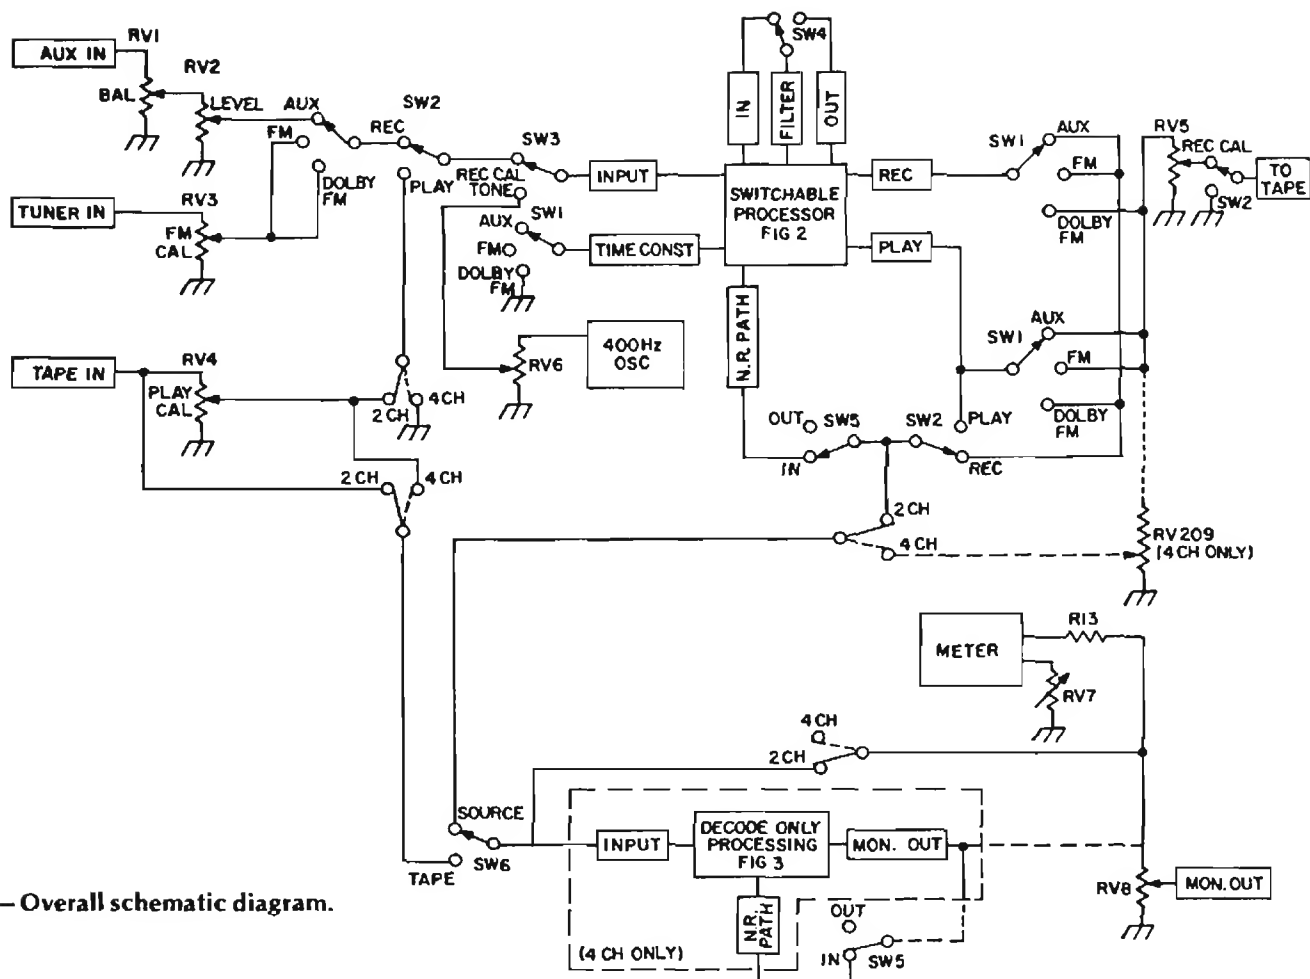 RV1
AUX IN
RV2
BAL
LEVEL
AUX
FM
DOLBY
FM
REC
SW2
PLAY
SW3
REC CAL
TONE
SW1
AUX
FM
DOLBY
FM
TUNER IN
RV3
FM
CAL
INPUT
TIME CONST
IN
FILTER
OUT
SW4
SWITCHABLE
PROCESSOR
FIG 2
REC
PLAY
N.R. PATH
SW1
AUX
FM
DOLBY
FM
RV5
REC CAL
TO
TAPE
SW2
SW1
AUX
FM
DOLBY
FM
TAPE IN
RV4
PLAY
CAL
2 CH
4 CH
RV6
400Hz
OSC
OUT
SW5
SW2
PLAY
IN
REC
2 CH
4 CH
2 CH
4 CH
RV209
(4 CH ONLY)
METER
R13
RV7
4 CH
2 CH
SOURCE
SW6
TAPE
INPUT
DECODE ONLY
PROCESSING
FIG 3
MON. OUT
N.R.
PATH
(4 CH ONLY)
OUT
IN
SW5
RV8
MON. OUT
— Overall schematic diagram.